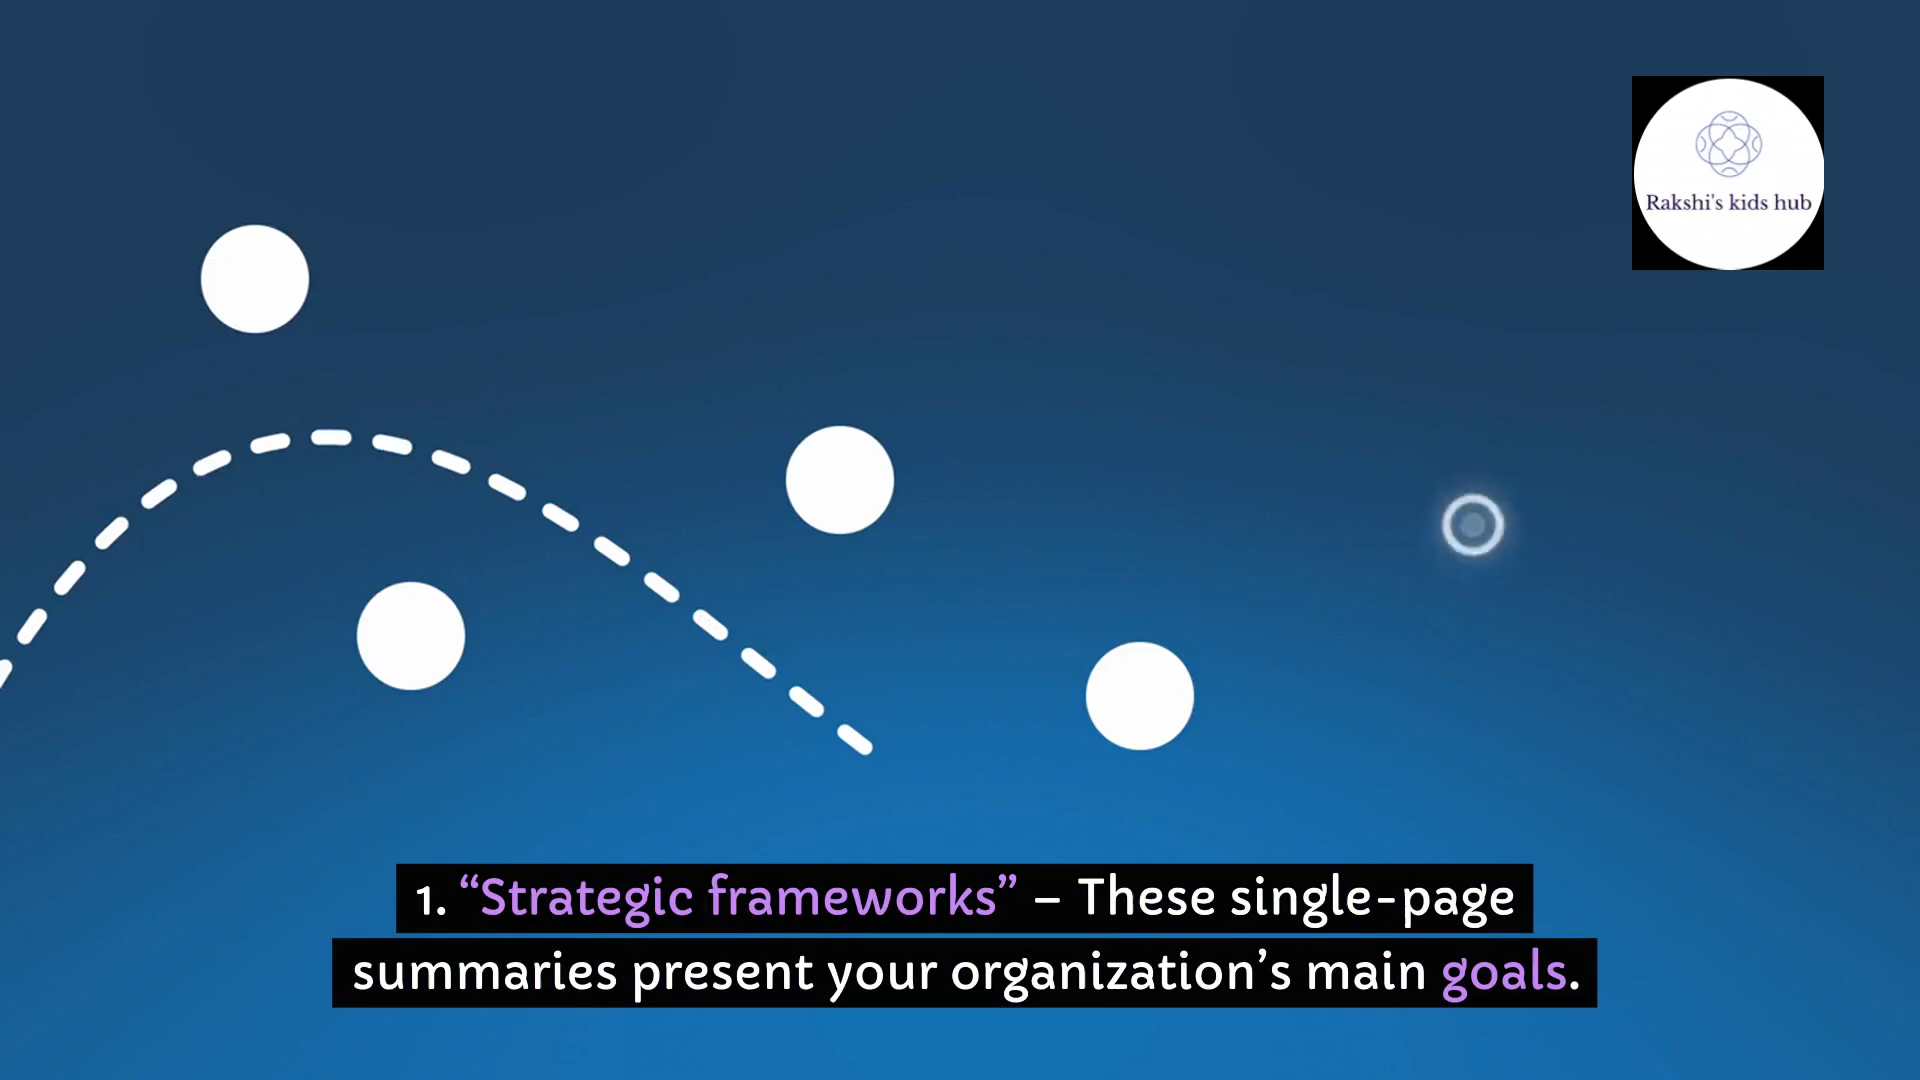 Rakshi's kids hub
1. “Strategic frameworks” – These single-page
summaries present your organization’s main goals.